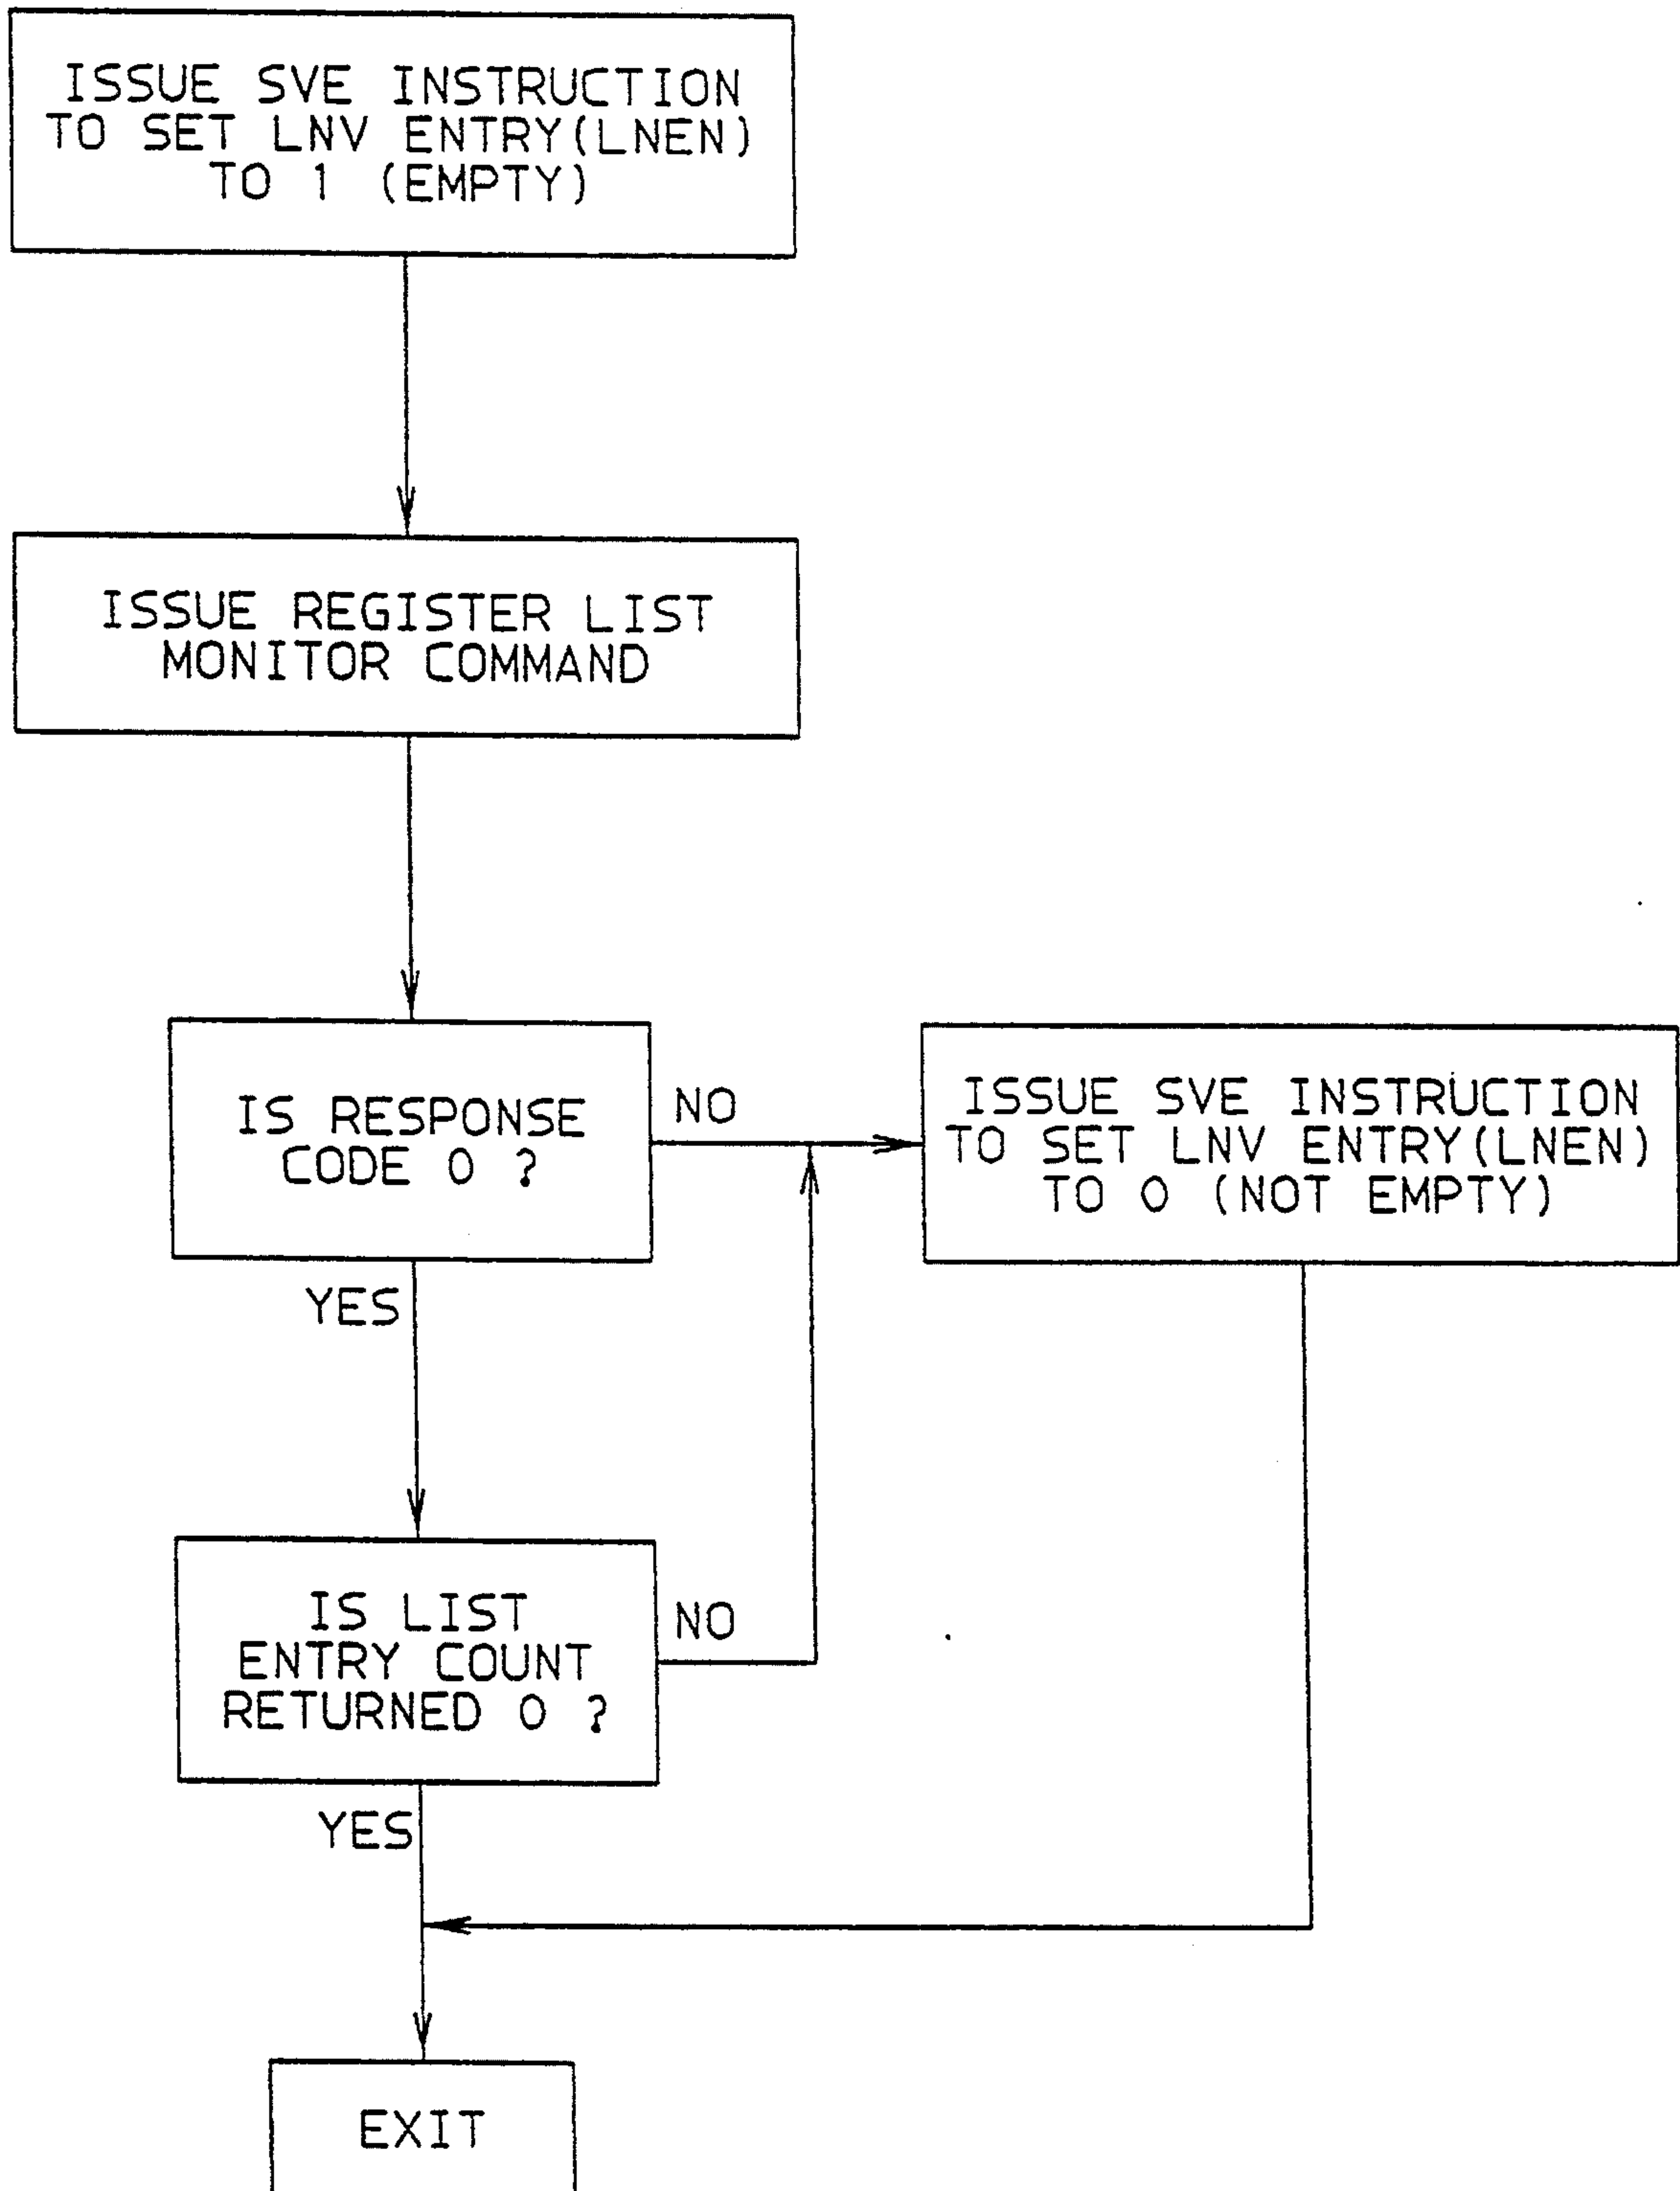 ISSUE SVE INSTRUCTION
TO SET LNV ENTRY(LNEN)
TO 1 (EMPTY)
ISSUE REGISTER LIST
MONITOR COMMAND
IS RESPONSE
CODE 0 ?
NO
ISSUE SVE INSTRUCTION
TO SET LNV ENTRY(LNEN)
TO 0 (NOT EMPTY)
YES
IS LIST
ENTRY COUNT
RETURNED 0 ?
NO
YES
EXIT